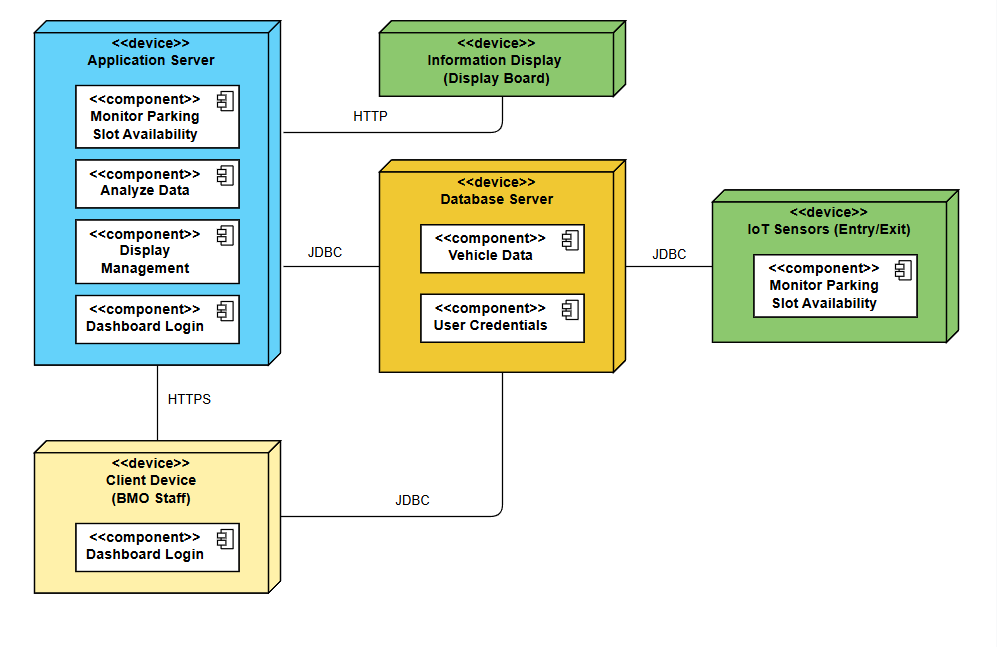 <<device>>
Application Server
<<component>>
Monitor Parking
Slot Availability
<<component>>
Analyze Data
<<component>>
Display
Management
<<component>>
Dashboard Login
<<device>>
Information Display
(Display Board)
HTTP
<<device>>
Database Server
<<component>>
Vehicle Data
<<component>>
User Credentials
JDBC
JDBC
<<device>>
IoT Sensors (Entry/Exit)
<<component>>
Monitor Parking
Slot Availability
HTTPS
<<device>>
Client Device
(BMO Staff)
<<component>>
Dashboard Login
JDBC